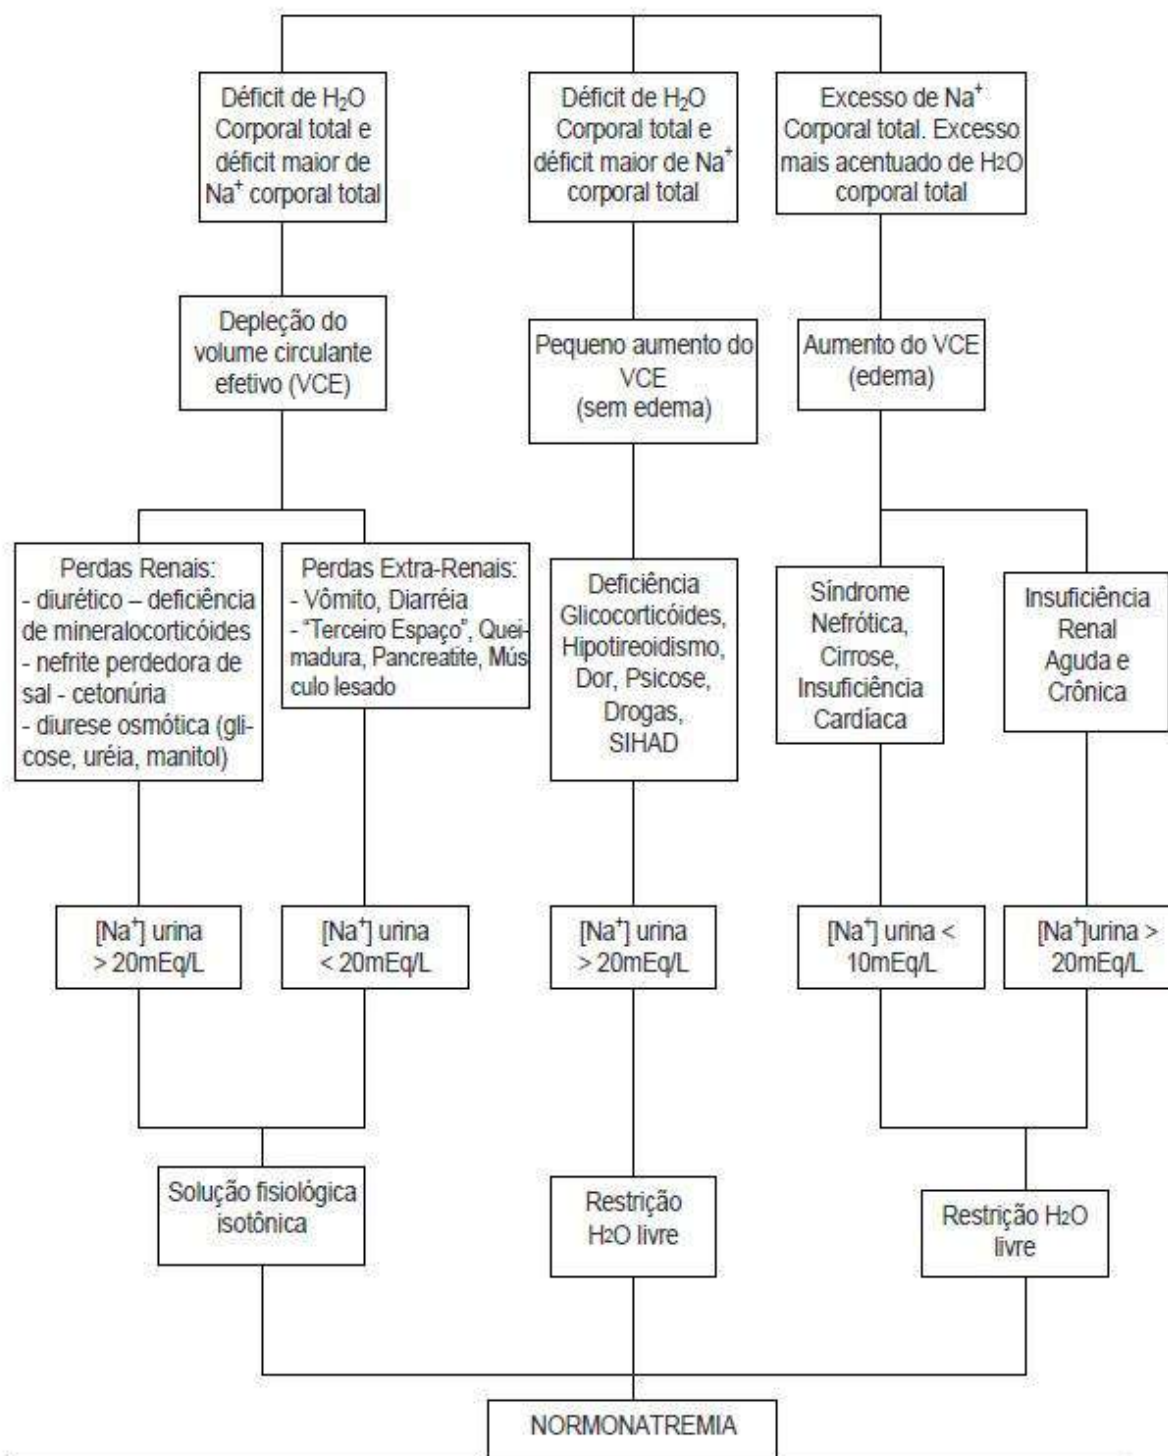 Déficit de H₂O
Corporal total e
déficit maior de
Na⁺ corporal total
Déficit de H₂O
Corporal total e
déficit maior de Na⁺
corporal total
Excesso de Na⁺
Corporal total. Excesso
mais acentuado de H2O
corporal total
Depleção do
volume circulante
efetivo (VCE)
Pequeno aumento do
VCE
(sem edema)
Aumento do VCE
(edema)
Perdas Renais:
- diurético – deficiência
de mineralocorticóides
- nefrite perdedora de
sal - cetonúria
- diurese osmótica (gli-
cose, uréia, manitol)
Perdas Extra-Renais:
- Vômito, Diarréia
- “Terceiro Espaço”, Quei-
madura, Pancreatite, Mús
culo lesado
Deficiência
Glicocorticóides,
Hipotireoidismo,
Dor, Psicose,
Drogas,
SIHAD
Síndrome
Nefrótica,
Cirrose,
Insuficiência
Cardíaca
Insuficiência
Renal
Aguda e
Crônica
[Na⁺] urina
> 20mEq/L
[Na⁺] urina
< 20mEq/L
[Na⁺] urina
> 20mEq/L
[Na⁺] urina <
10mEq/L
[Na⁺]urina >
20mEq/L
Solução fisiológica
isotônica
Restrição
H2O livre
Restrição H2O
livre
NORMONATREMIA